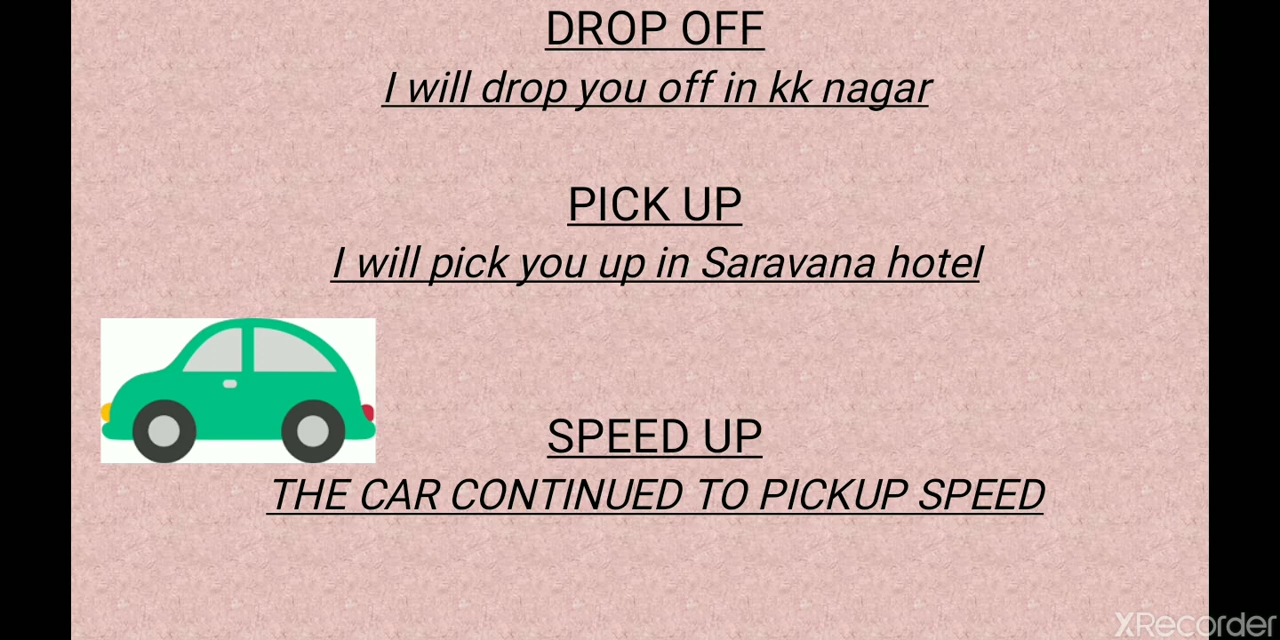 DROP OFF
I will drop you off in kk nagar
PICK UP
I will pick you up in Saravana hotel
SPEED UP
THE CAR CONTINUED TO PICKUP SPEED
XRecorder